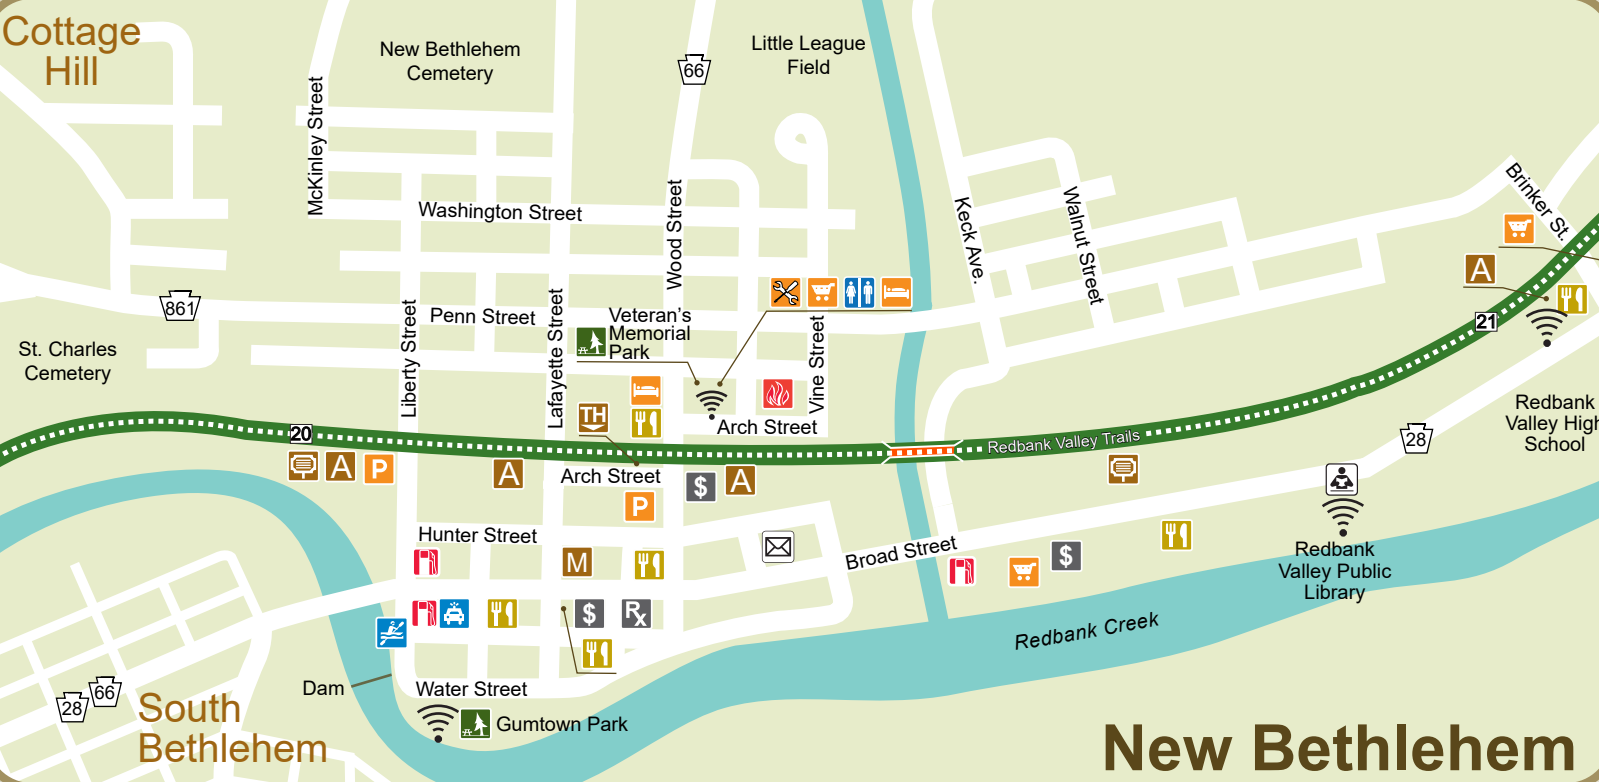 Cottage
Hill
New Bethlehem
Cemetery
66
Little League
Field
McKinley Street
Washington Street
Wood Street
Keck Ave.
Walnut Street
Brinker St.
A
861
Penn Street
Liberty Street
Lafayette Street
Veteran's
Memorial
Park
Vine Street
21
St. Charles
Cemetery
TH
Arch Street
20
A
P
A
Arch Street
P
$
A
Redbank Valley Trails
28
Redbank
Valley High
School
Hunter Street
M
Broad Street
$
Redbank
Valley Public
Library
$
Rx
Redbank Creek
Dam
Water Street
Gumtown Park
66
28
South
Bethlehem
New Bethlehem